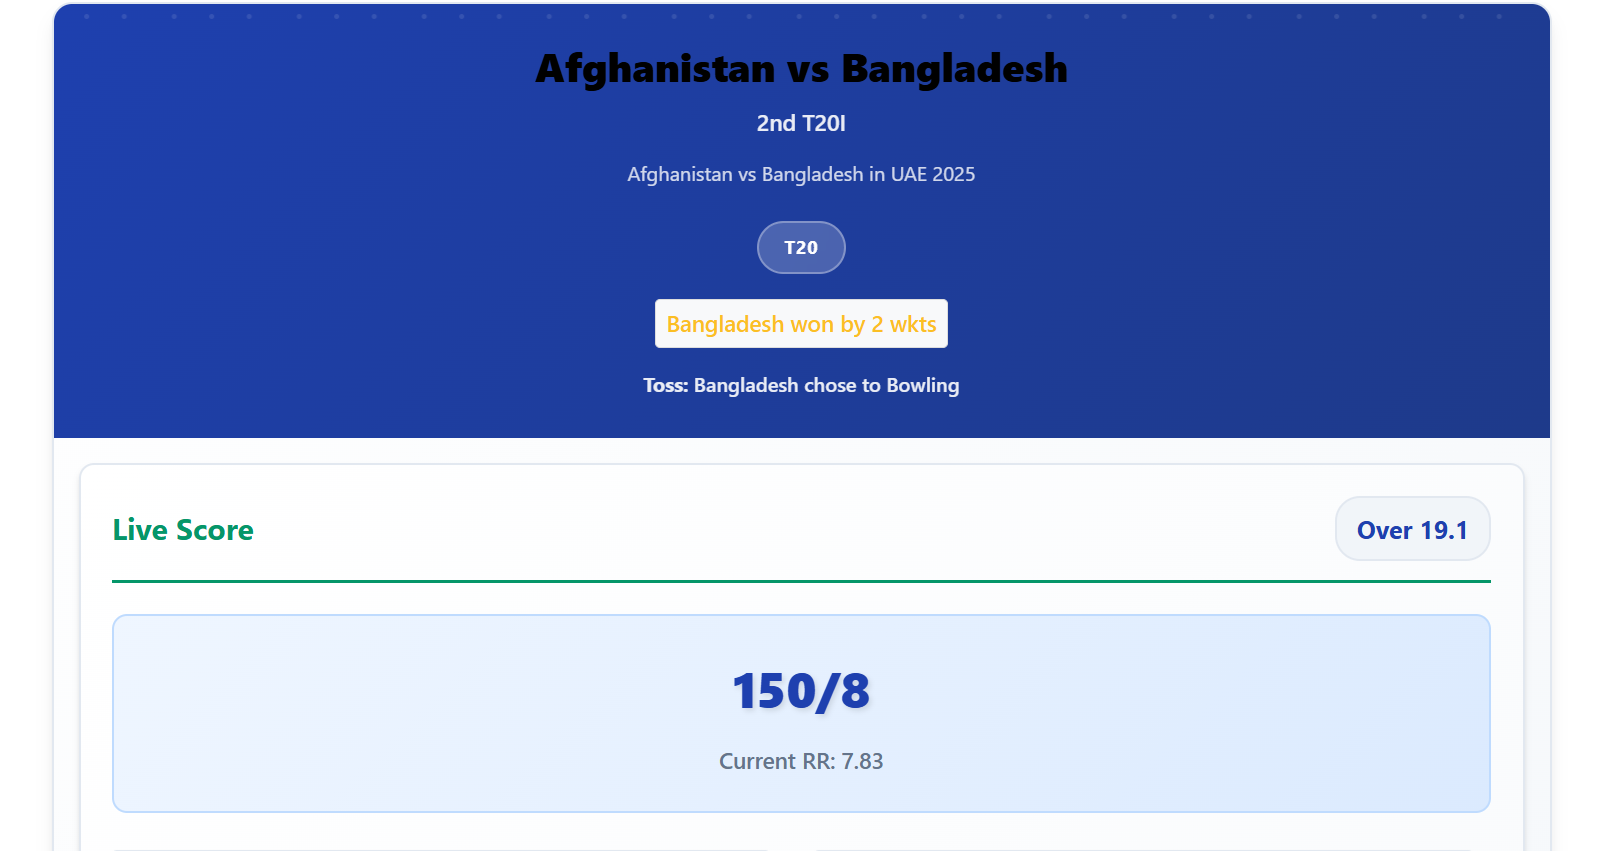 Afghanistan vs Bangladesh
2nd T20I
Afghanistan vs Bangladesh in UAE 2025
T20
Bangladesh won by 2 wkts
Toss: Bangladesh chose to Bowling
Live Score
Over 19.1
150/8
Current RR: 7.83